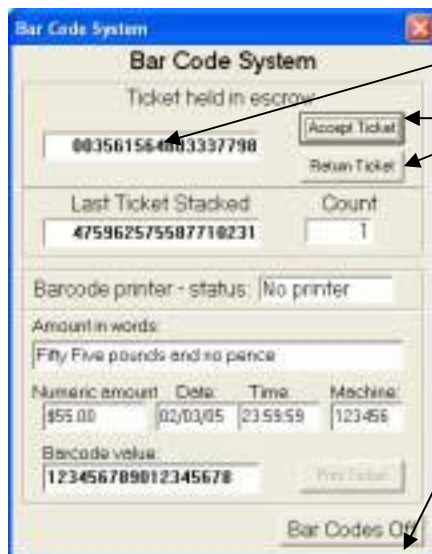 Bar Code System
Bar Code System
Ticket held in escrow
Accept Ticket
Return Ticket
Last Ticket Stacked Count
475962575587710231 1
Barcode printer - status: No printer
Amount in words:
Fifty Five pounds and no pence
Numeric amount Date: Time: Machine:
$55.00 02/03/05 23:59:59 123456
Barcode value:
123456789012345678 Print Ticket
Bar Codes Off